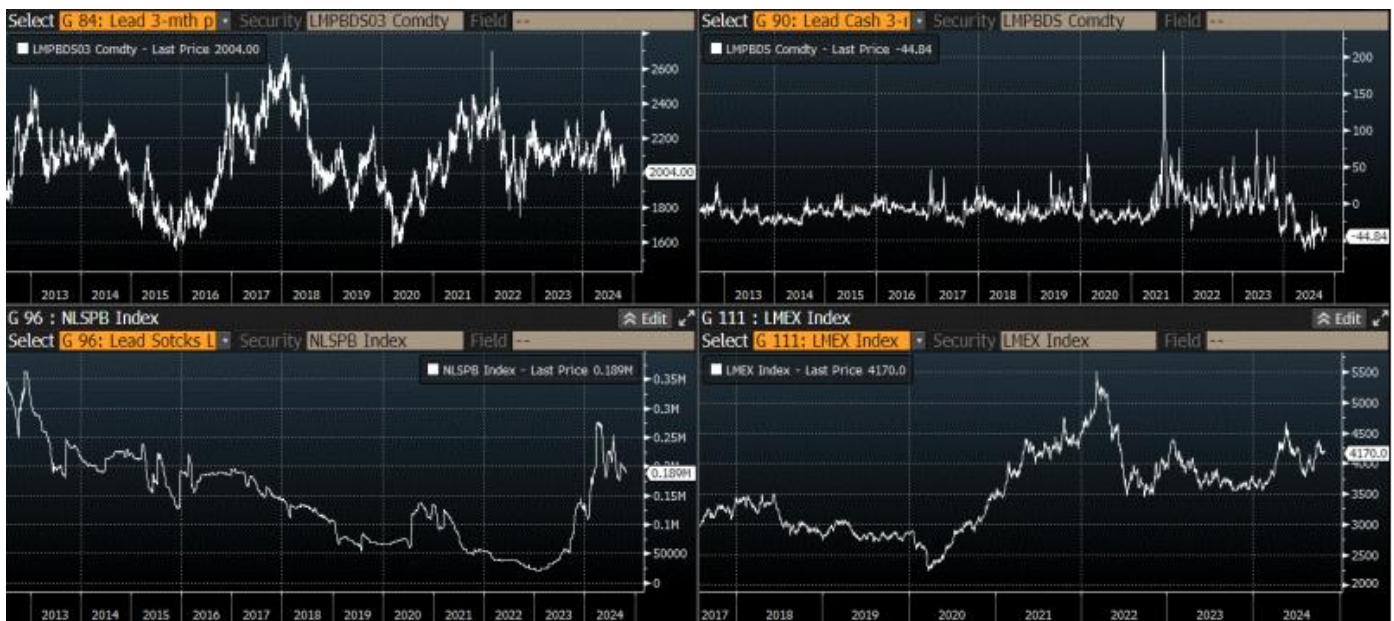 Select G 84: Lead 3-mth p Security LMPBDS03 Comdty Field --
LMPBDS03 Comdty - Last Price 2004.00
2600
2400
2200
2004.00
1800
1600
2013 2014 2015 2016 2017 2018 2019 2020 2021 2022 2023 2024
Select G 90: Lead Cash 3-r Security LMPBDS Comdty Field --
LMPBDS Comdty - Last Price -44.84
200
150
100
50
0
-44.84
2013 2014 2015 2016 2017 2018 2019 2020 2021 2022 2023 2024
G 96 : NLSPB Index Edit
Select G 96: Lead Sotcks L Security NLSPB Index Field --
NLSPB Index - Last Price 0.189M
0.35M
0.3M
0.25M
0.189M
0.15M
0.1M
50000
0
2013 2014 2015 2016 2017 2018 2019 2020 2021 2022 2023 2024
G 111 : LMEX Index Edit
Select G 111: LMEX Index Security LMEX Index Field --
LMEX Index - Last Price 4170.0
5500
5000
4500
4170.0
4000
3500
3000
2500
2000
2017 2018 2019 2020 2021 2022 2023 2024